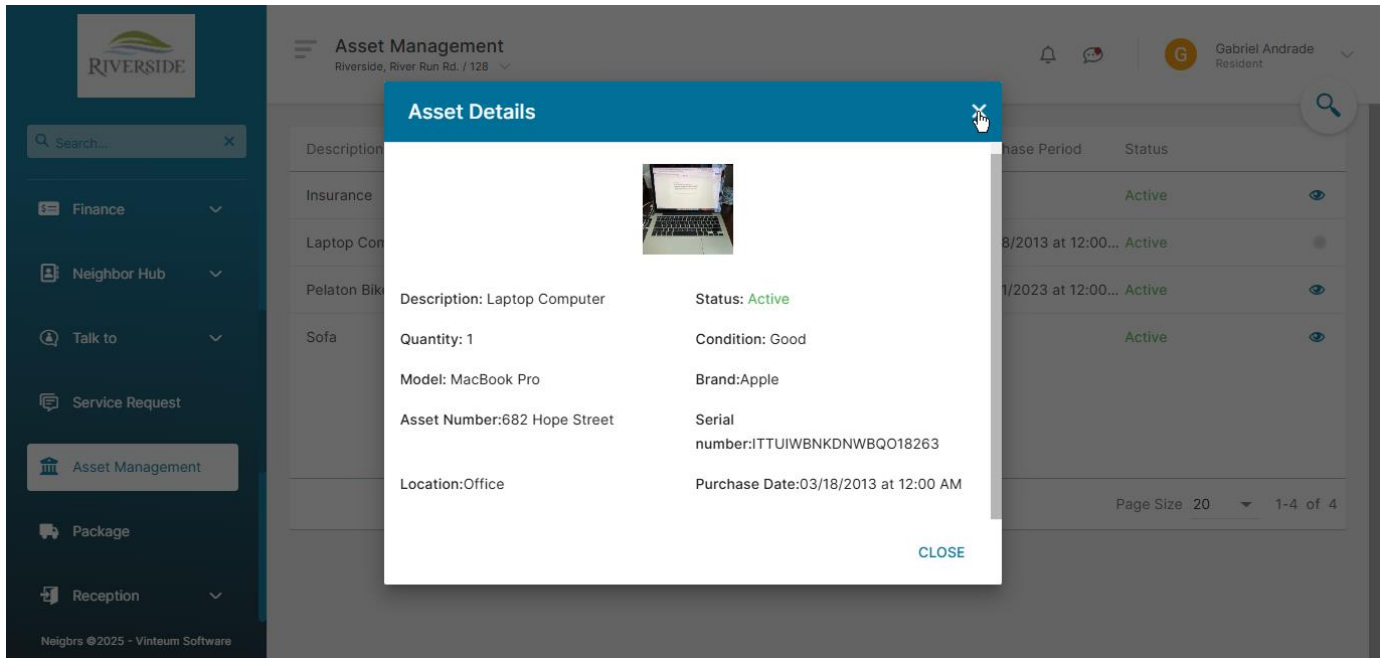 RIVERSIDE
Asset Management
Riverside, River Run Rd. / 128
G
Gabriel Andrade
Resident
Search...
Finance
Neighbor Hub
Talk to
Service Request
Asset Management
Package
Reception
Neigbrs ©2025 - Vinteum Software
Description
hase Period
Status
Insurance
Active
Laptop Com
8/2013 at 12:00... Active
Pelaton Bike
1/2023 at 12:00... Active
Sofa
Active
Page Size 20
1-4 of 4
Asset Details
Description: Laptop Computer
Status: Active
Quantity: 1
Condition: Good
Model: MacBook Pro
Brand:Apple
Asset Number:682 Hope Street
Serial
number:ITTUIWBNKDNWBQO18263
Location:Office
Purchase Date:03/18/2013 at 12:00 AM
CLOSE